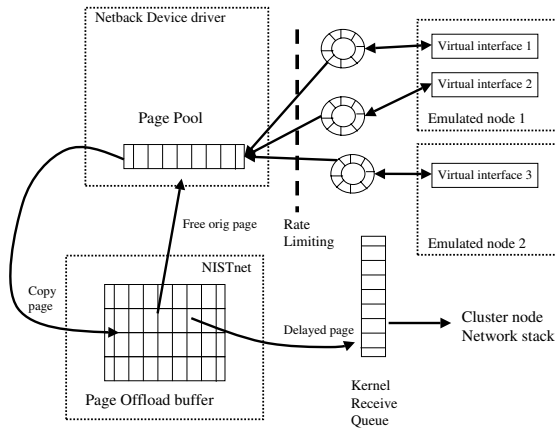 Netback Device driver
Page Pool
Virtual interface 1
Virtual interface 2
Emulated node 1
Virtual interface 3
Emulated node 2
Rate
Limiting
Free orig page
NISTnet
Copy
page
Delayed page
Cluster node
Network stack
Page Offload buffer
Kernel
Receive
Queue